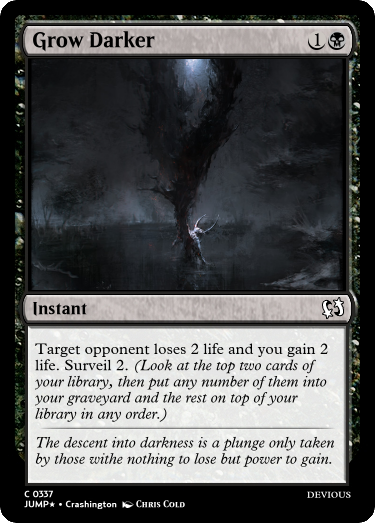 Grow Darker 1
Instant
Target opponent loses 2 life and you gain 2
life. Surveil 2. (Look at the top two cards of
your library, then put any number of them into
your graveyard and the rest on top of your
library in any order.)
The descent into darkness is a plunge only taken
by those withe nothing to lose but power to gain.
C 0337
DEVIOUS
JUMP★ • Crashington Chris Cold